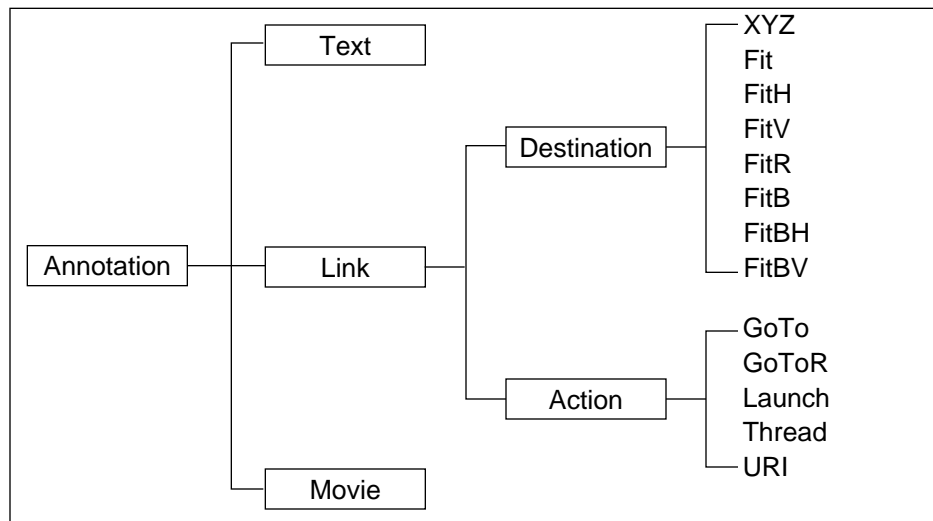 Annotation
Text
Link
Movie
Destination
Action
XYZ
Fit
FitH
FitV
FitR
FitB
FitBH
FitBV
GoTo
GoToR
Launch
Thread
URI